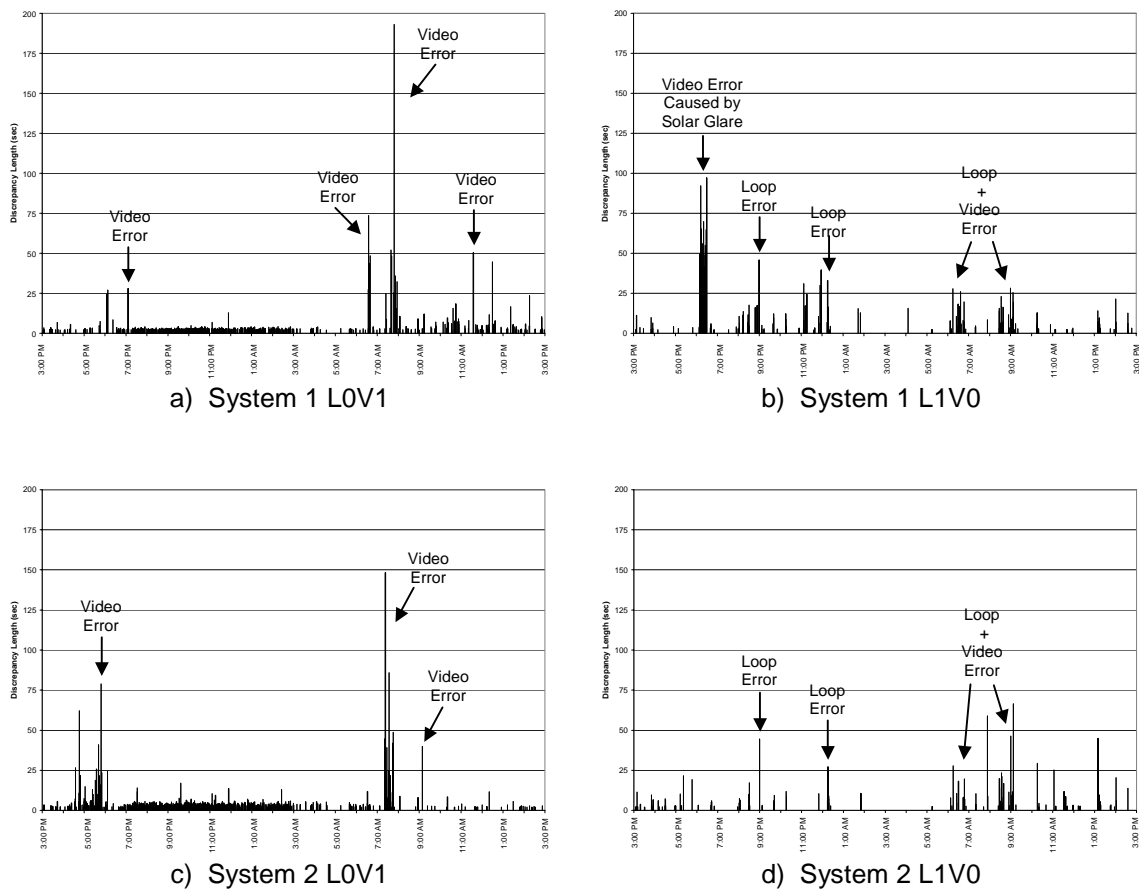 200
175
150
125
100
75
50
25
0
Discrepancy Length (sec)
Video
Error
Video
Error
Video
Error
Video
Error
3:00 PM
5:00 PM
7:00 PM
9:00 PM
11:00 PM
1:00 AM
3:00 AM
5:00 AM
7:00 AM
9:00 AM
11:00 AM
1:00 PM
3:00 PM
a) System 1 L0V1
200
175
150
125
100
75
50
25
0
Discrepancy Length (sec)
Video Error
Caused by
Solar Glare
Loop
Error
Loop
Error
Loop
+
Video
Error
3:00 PM
5:00 PM
7:00 PM
9:00 PM
11:00 PM
1:00 AM
3:00 AM
5:00 AM
7:00 AM
9:00 AM
11:00 AM
1:00 PM
3:00 PM
b) System 1 L1V0
200
175
150
125
100
75
50
25
0
Discrepancy Length (sec)
Video
Error
Video
Error
Video
Error
3:00 PM
5:00 PM
7:00 PM
9:00 PM
11:00 PM
1:00 AM
3:00 AM
5:00 AM
7:00 AM
9:00 AM
11:00 AM
1:00 PM
3:00 PM
c) System 2 L0V1
200
175
150
125
100
75
50
25
0
Discrepancy Length (sec)
Loop
Error
Loop
Error
Loop
+
Video
Error
3:00 PM
5:00 PM
7:00 PM
9:00 PM
11:00 PM
1:00 AM
3:00 AM
5:00 AM
7:00 AM
9:00 AM
11:00 AM
1:00 PM
3:00 PM
d) System 2 L1V0